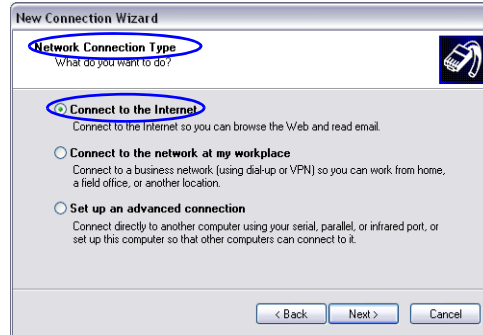 New Connection Wizard
Network Connection Type
What do you want to do?
Connect to the Internet
Connect to the Internet so you can browse the Web and read email.
Connect to the network at my workplace
Connect to a business network (using dial-up or VPN) so you can work from home,
a field office, or another location.
Set up an advanced connection
Connect directly to another computer using your serial, parallel, or infrared port, or
set up this computer so that other computers can connect to it.
< Back Next > Cancel